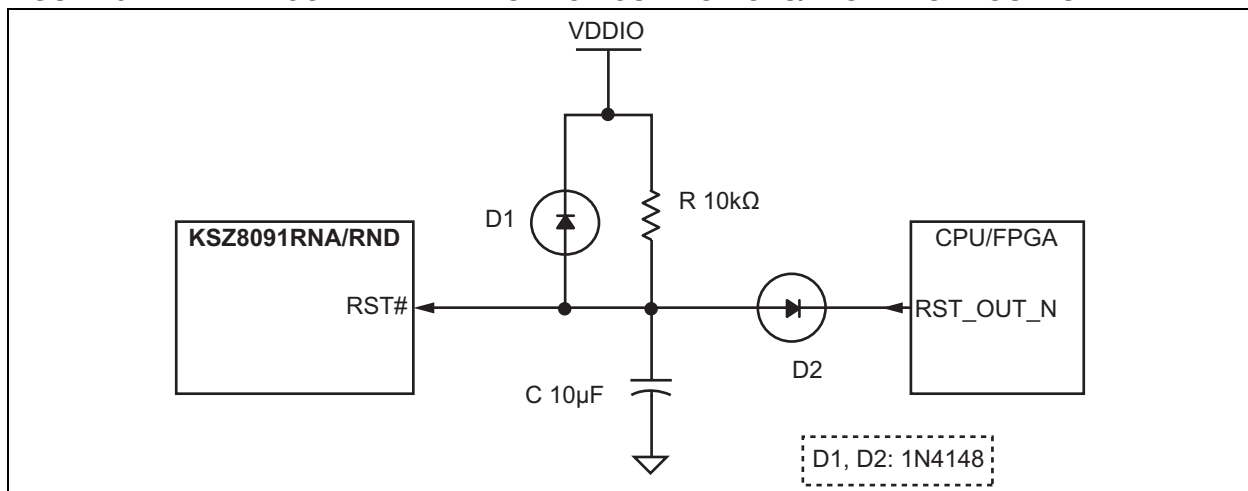 VDDIO
D1
R 10kΩ
KSZ8091RNA/RND
CPU/FPGA
RST#
RST_OUT_N
D2
C 10µF
D1, D2: 1N4148